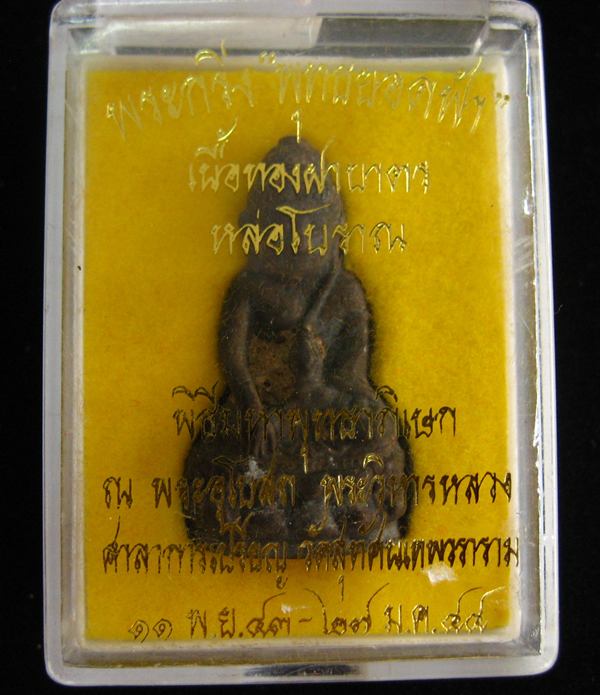 พระกริ่ง "พุทธยอดฟ้า"
เนื้อทองฝาบาตร
หล่อโบราณ
พิธีมหาพุทธาภิเษก
ณ พระอุโบสถ พระวิหารหลวง
ศาลาการเปรียญ วัดสุทัศนเทพวราราม
๑๑ พ.ย.๔๓ - ๒๗ ม.ค.๔๔